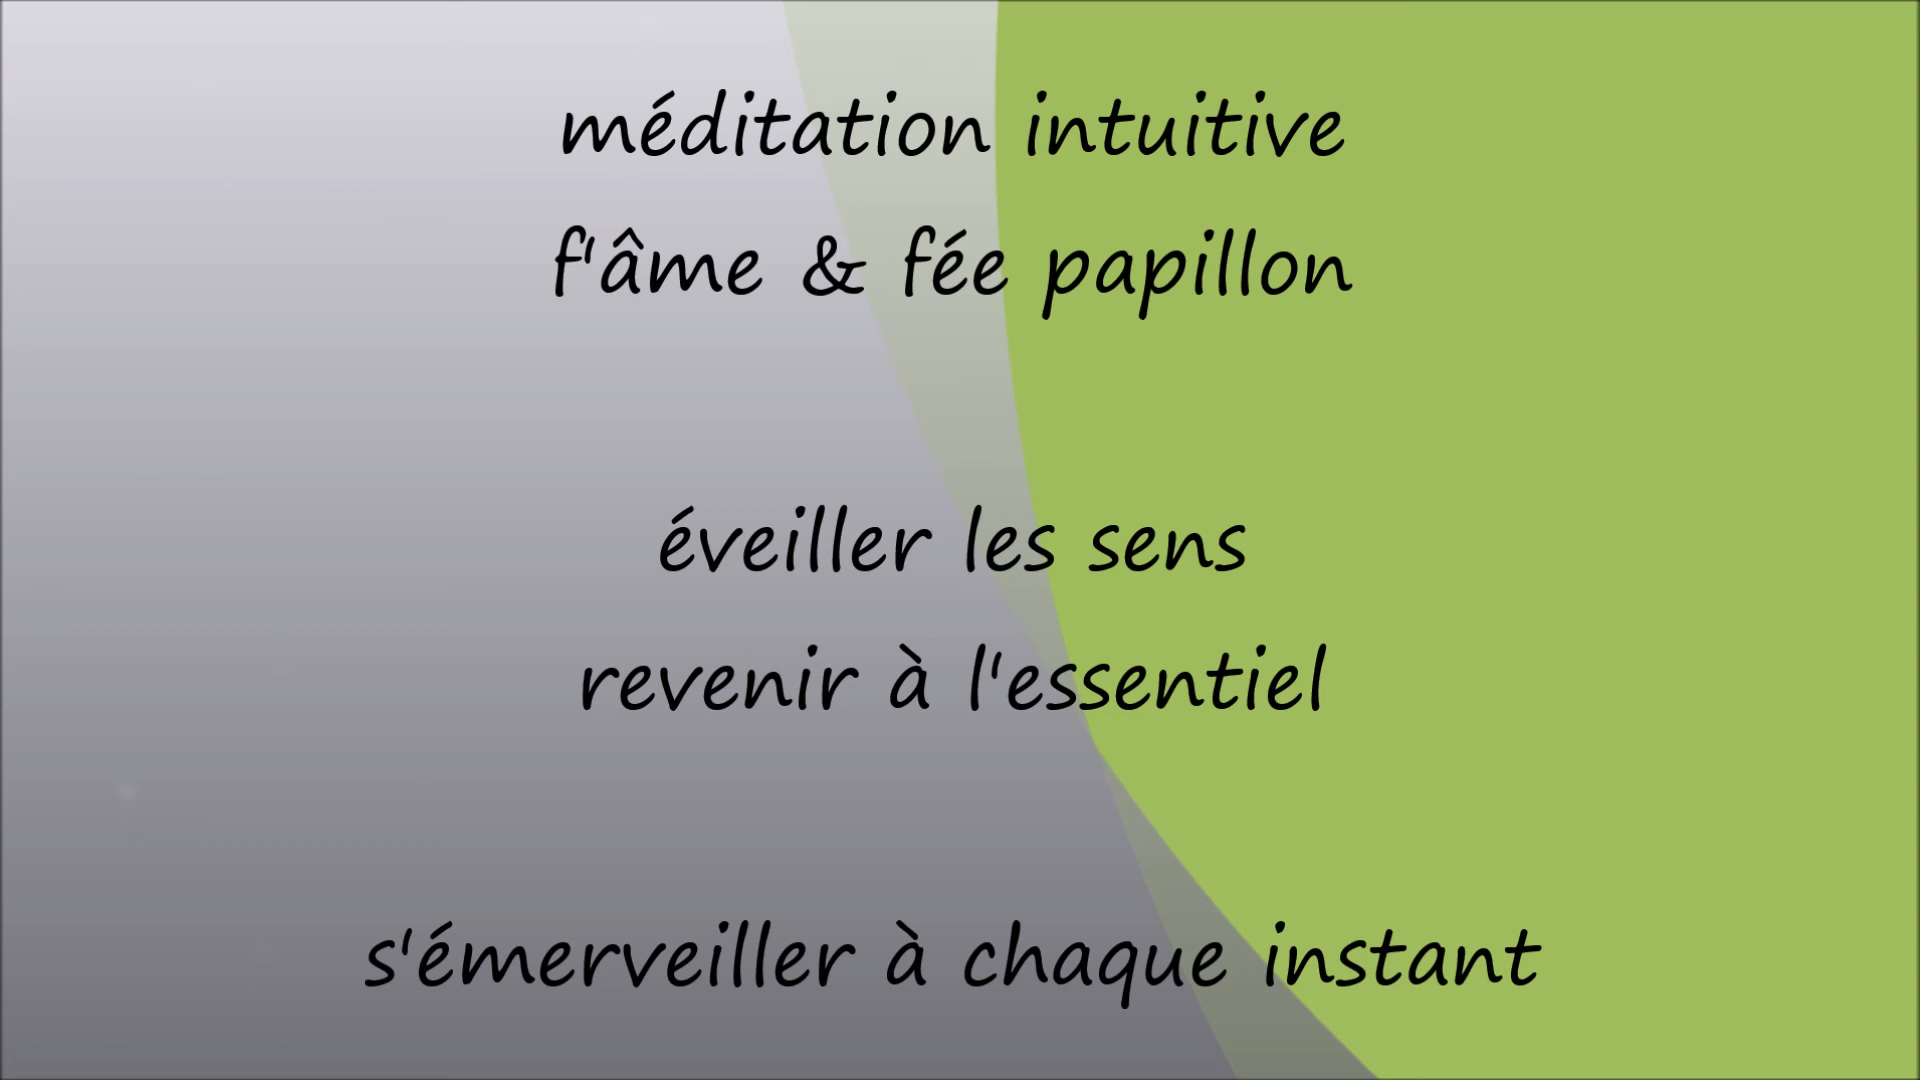 méditation intuitive
f'âme & fée papillon
éveiller les sens
revenir à l'essentiel
s'émerveiller à chaque instant